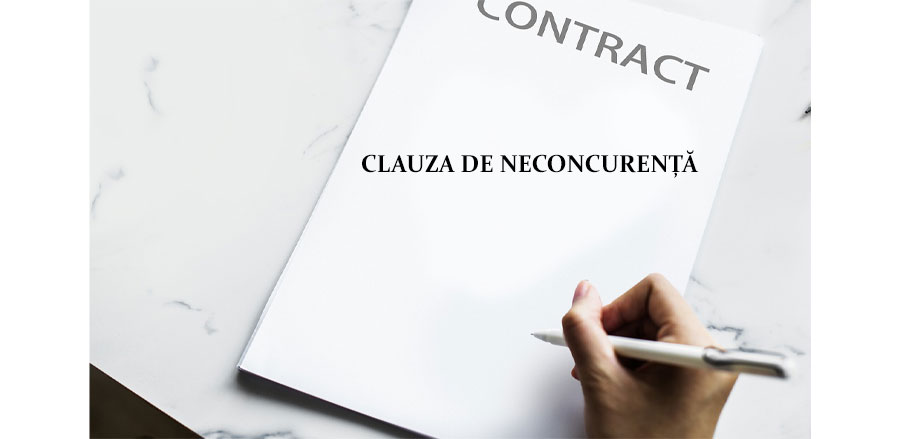 CONTRACT
CLAUZA DE NECONCURENȚĂ